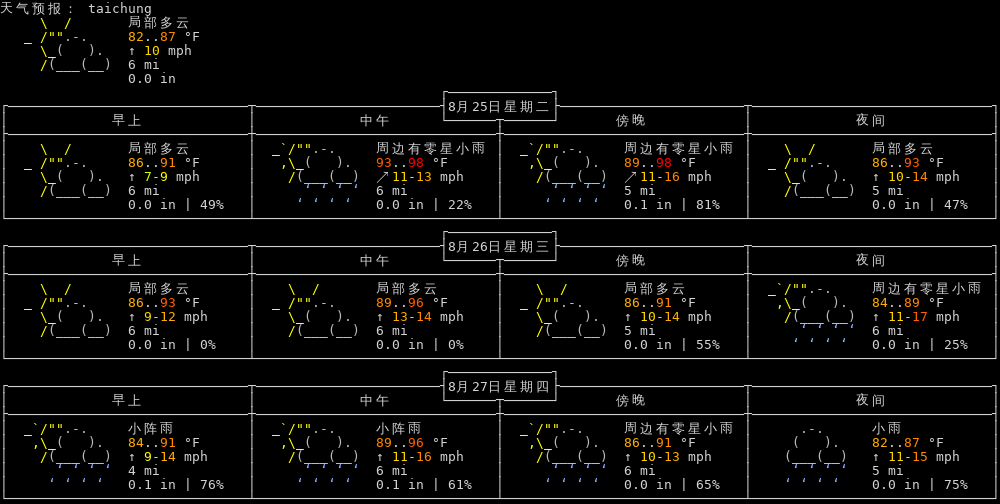 天气预报： taichung
局部多云
82..87 °F
↑ 10 mph
6 mi
0.0 in
8月25日星期二
早上 中午 傍晚 夜间
局部多云 周边有零星小雨 周边有零星小雨 局部多云
86..91 °F 93..98 °F 89..98 °F 86..93 °F
↑ 7-9 mph ↗ 11-13 mph ↗ 11-16 mph ↑ 10-14 mph
6 mi 6 mi 5 mi 5 mi
0.0 in | 49% 0.0 in | 22% 0.1 in | 81% 0.0 in | 47%
8月26日星期三
早上 中午 傍晚 夜间
局部多云 局部多云 局部多云 周边有零星小雨
86..93 °F 89..96 °F 86..91 °F 84..89 °F
↑ 9-12 mph ↑ 13-14 mph ↑ 10-14 mph ↑ 11-17 mph
6 mi 6 mi 5 mi 6 mi
0.0 in | 0% 0.0 in | 0% 0.0 in | 55% 0.0 in | 25%
8月27日星期四
早上 中午 傍晚 夜间
小阵雨 小阵雨 周边有零星小雨 小雨
84..91 °F 89..96 °F 86..91 °F 82..87 °F
↑ 9-14 mph ↑ 11-16 mph ↑ 10-13 mph ↑ 11-15 mph
4 mi 6 mi 6 mi 5 mi
0.1 in | 76% 0.1 in | 61% 0.0 in | 65% 0.0 in | 75%